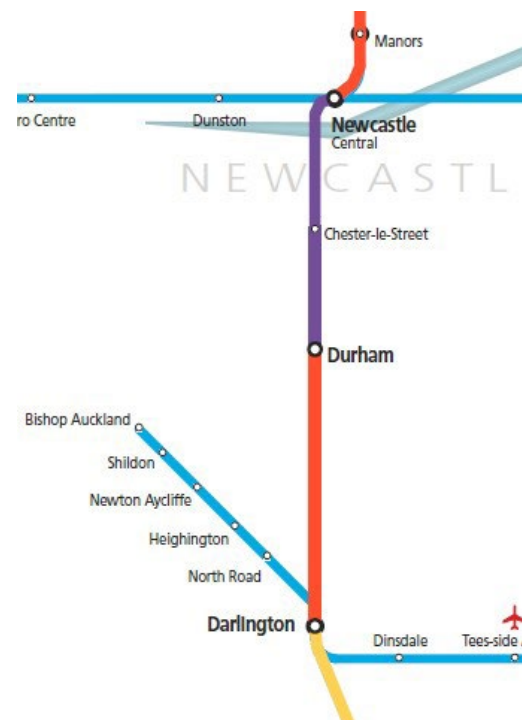 Manors
ro Centre
Dunston
Newcastle
Central
NEWCASTL
Chester-le-Street
Durham
Bishop Auckland
Shildon
Newton Aycliffe
Heighington
North Road
Darlington
Dinsdale
Tees-side